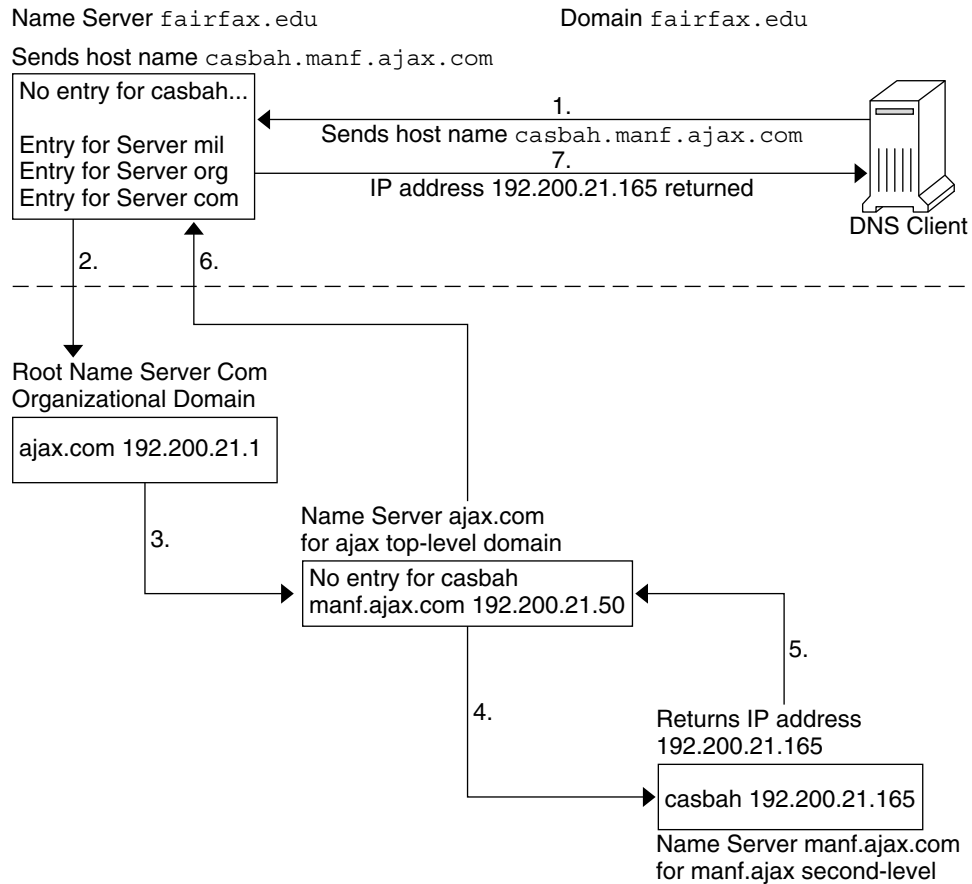 Name Server fairfax.edu
Domain fairfax.edu
Sends host name casbah.manf.ajax.com
No entry for casbah...
Entry for Server mil
Entry for Server org
Entry for Server com
1.
Sends host name casbah.manf.ajax.com
7.
IP address 192.200.21.165 returned
DNS Client
2.
6.
Root Name Server Com
Organizational Domain
ajax.com 192.200.21.1
3.
Name Server ajax.com
for ajax top-level domain
No entry for casbah
manf.ajax.com 192.200.21.50
4.
5.
Returns IP address
192.200.21.165
casbah 192.200.21.165
Name Server manf.ajax.com
for manf.ajax second-level